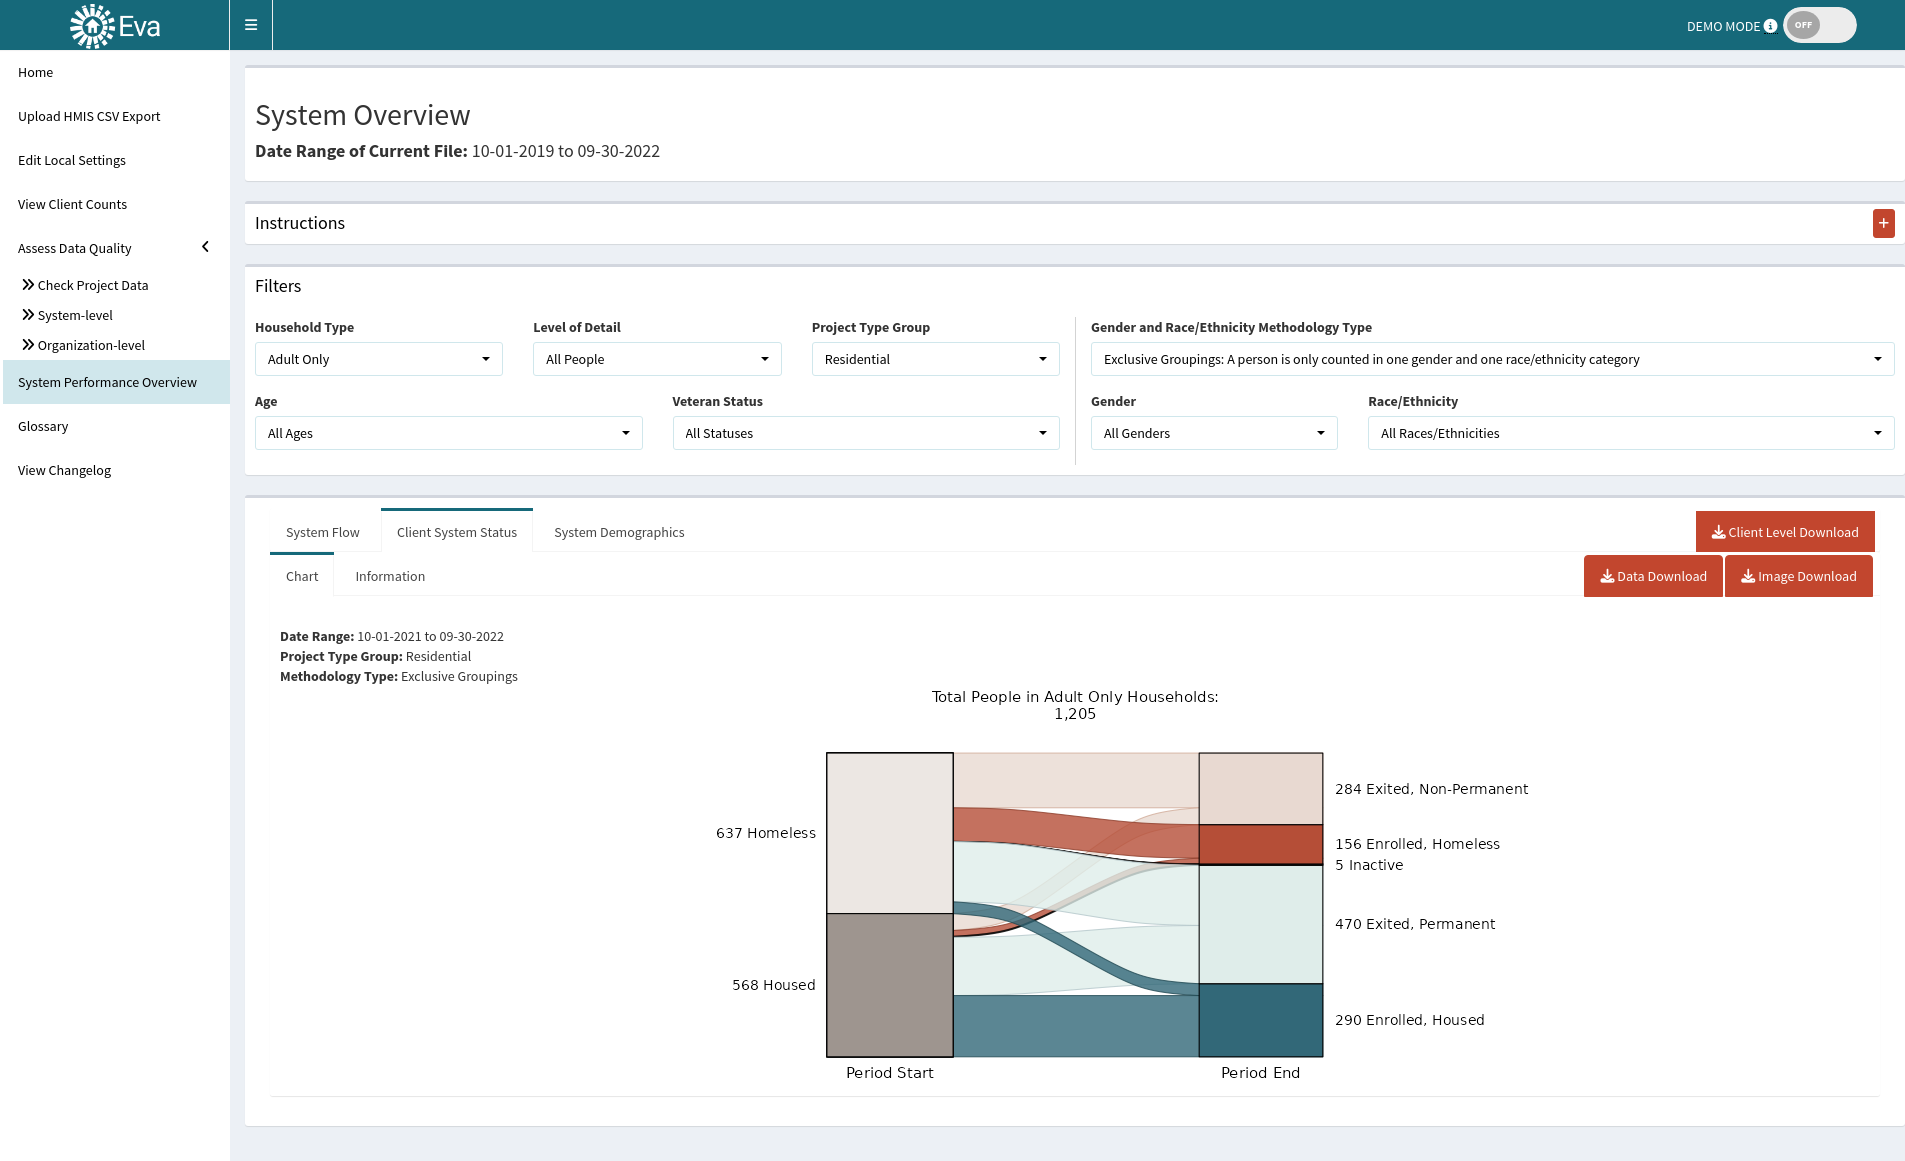 Eva
DEMO MODE OFF
Home
Upload HMIS CSV Export
Edit Local Settings
View Client Counts
Assess Data Quality
Check Project Data
System-level
Organization-level
System Performance Overview
Glossary
View Changelog
System Overview
Date Range of Current File: 10-01-2019 to 09-30-2022
Instructions
+
Filters
Household Type
Adult Only
Level of Detail
All People
Project Type Group
Residential
Gender and Race/Ethnicity Methodology Type
Exclusive Groupings: A person is only counted in one gender and one race/ethnicity category
Age
All Ages
Veteran Status
All Statuses
Gender
All Genders
Race/Ethnicity
All Races/Ethnicities
System Flow
Client System Status
System Demographics
Client Level Download
Chart
Information
Data Download
Image Download
Date Range: 10-01-2021 to 09-30-2022
Project Type Group: Residential
Methodology Type: Exclusive Groupings
Total People in Adult Only Households:
1,205
637 Homeless
568 Housed
284 Exited, Non-Permanent
156 Enrolled, Homeless
5 Inactive
470 Exited, Permanent
290 Enrolled, Housed
Period Start
Period End